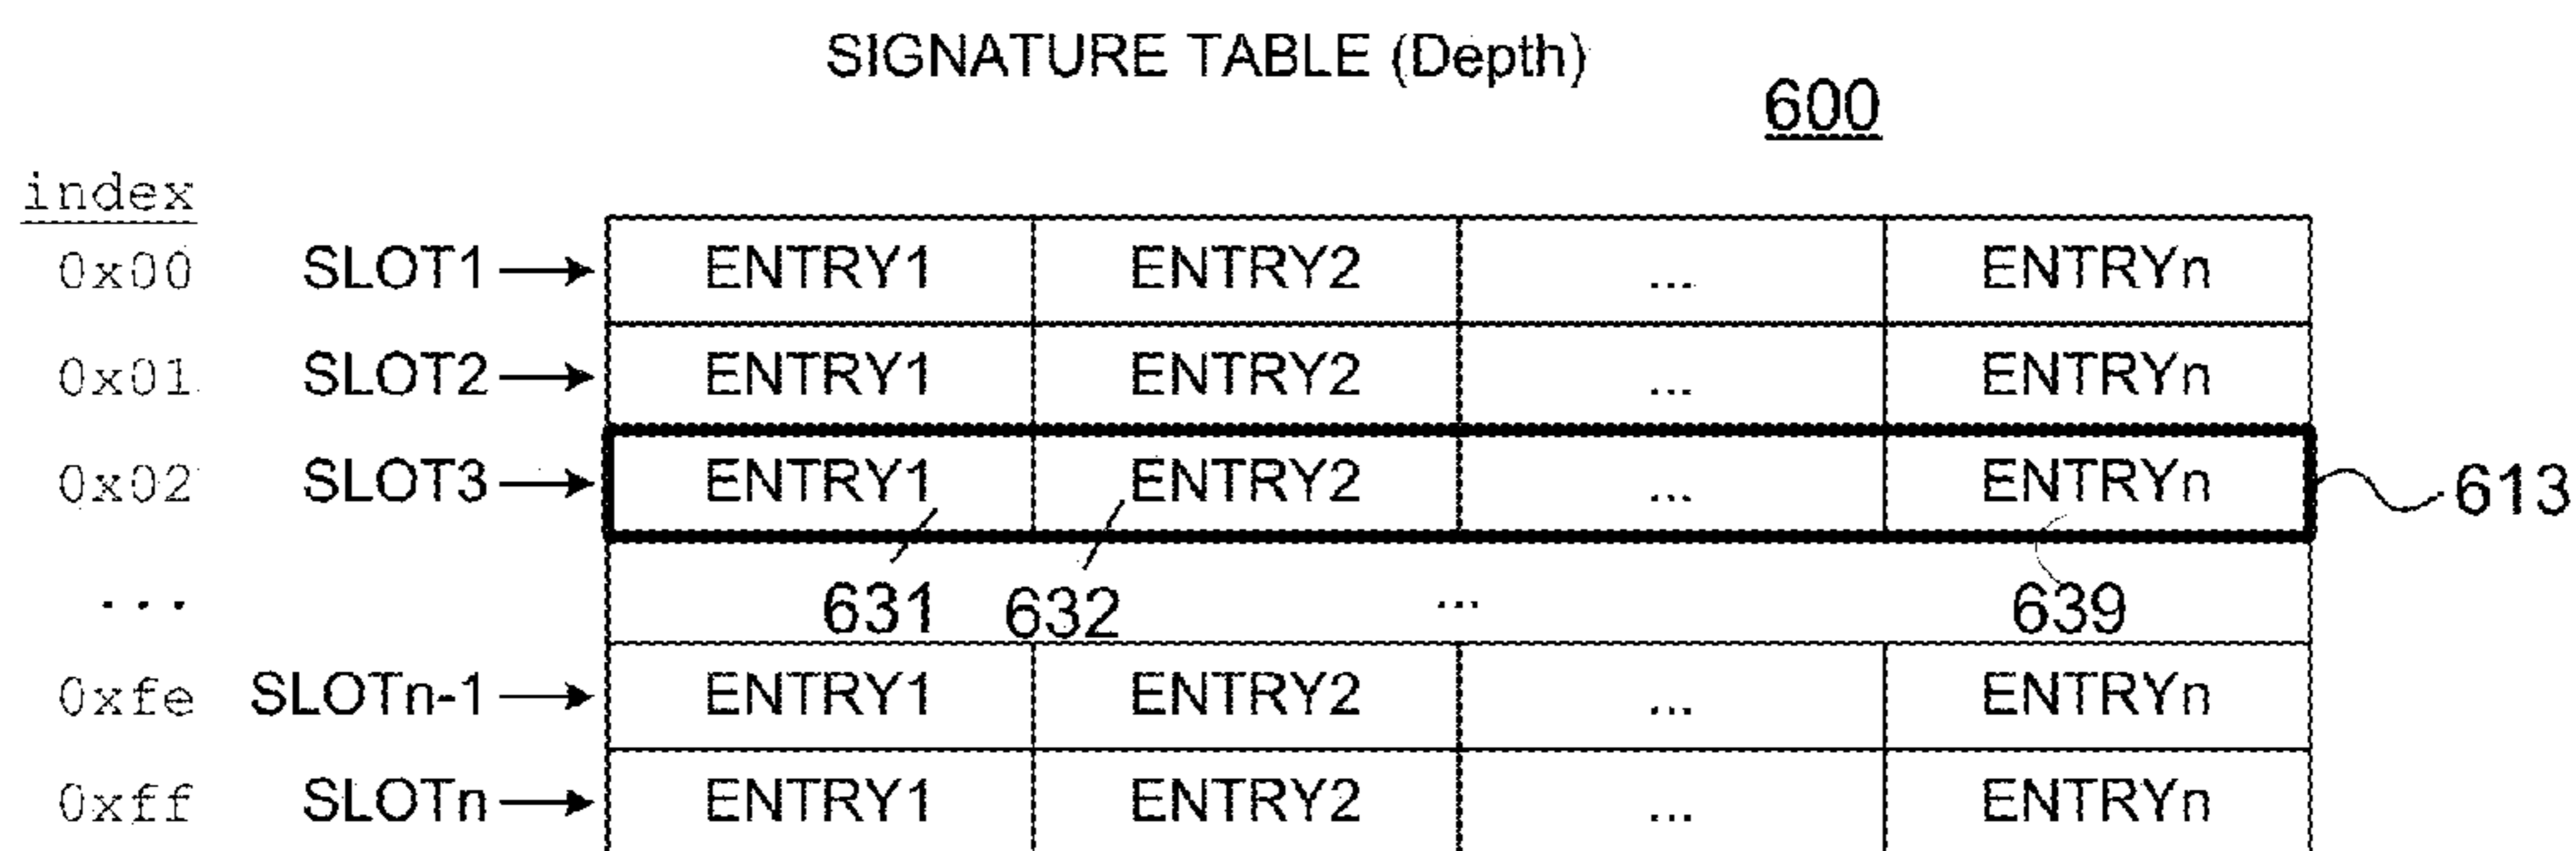 SIGNATURE TABLE (Depth)
600
index
0x00 SLOT1 ENTRY1 ENTRY2 ... ENTRYn
0x01 SLOT2 ENTRY1 ENTRY2 ... ENTRYn
0x02 SLOT3 ENTRY1 ENTRY2 ... ENTRYn 613
... 631 632 ... 639
0xfe SLOTn-1 ENTRY1 ENTRY2 ... ENTRYn
0xff SLOTn ENTRY1 ENTRY2 ... ENTRYn